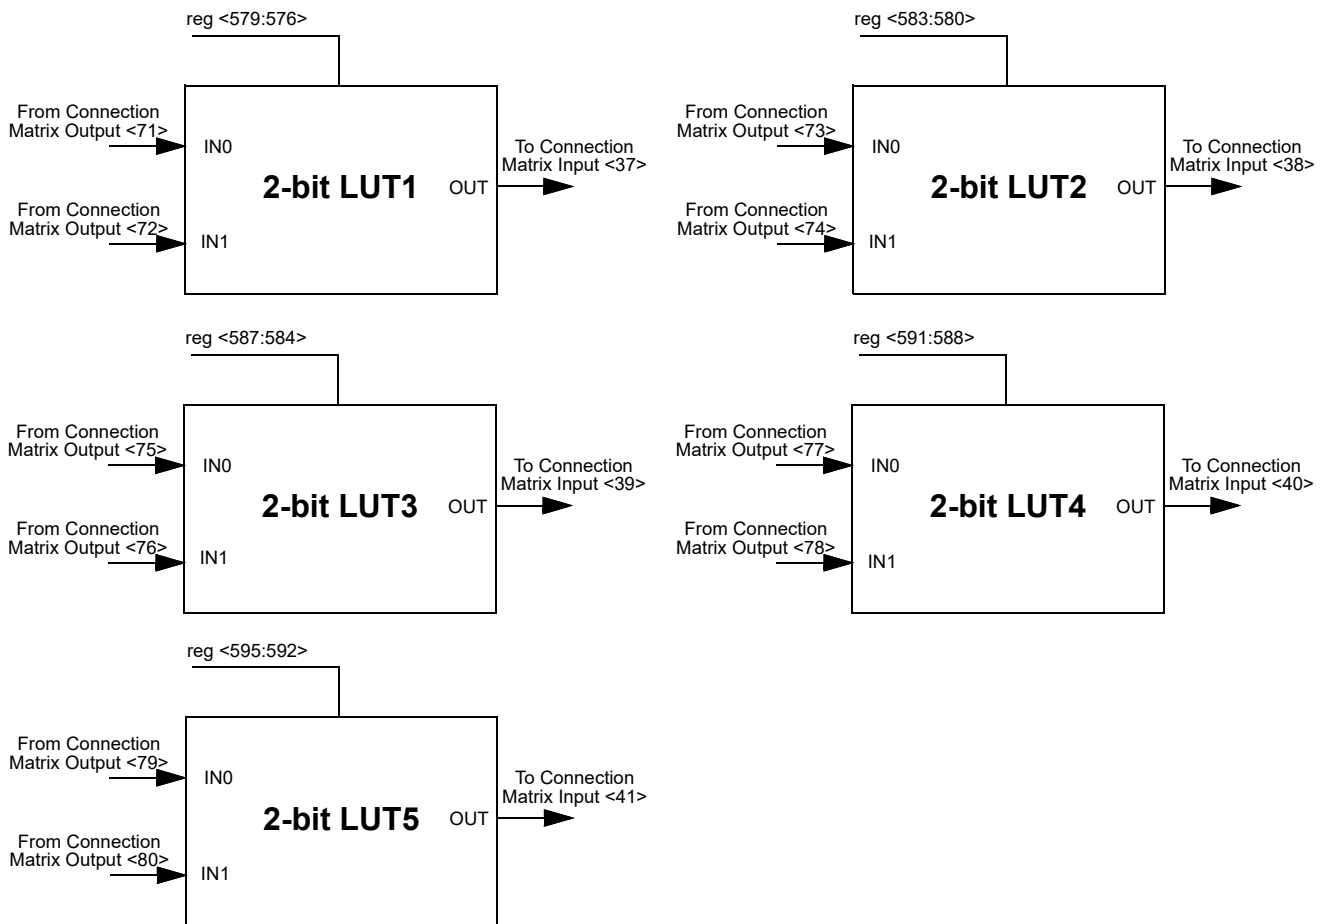 reg <579:576>
From Connection
Matrix Output <71>
IN0
From Connection
Matrix Output <72>
IN1
2-bit LUT1
OUT
To Connection
Matrix Input <37>
reg <583:580>
From Connection
Matrix Output <73>
IN0
From Connection
Matrix Output <74>
IN1
2-bit LUT2
OUT
To Connection
Matrix Input <38>
reg <587:584>
From Connection
Matrix Output <75>
IN0
From Connection
Matrix Output <76>
IN1
2-bit LUT3
OUT
To Connection
Matrix Input <39>
reg <591:588>
From Connection
Matrix Output <77>
IN0
From Connection
Matrix Output <78>
IN1
2-bit LUT4
OUT
To Connection
Matrix Input <40>
reg <595:592>
From Connection
Matrix Output <79>
IN0
From Connection
Matrix Output <80>
IN1
2-bit LUT5
OUT
To Connection
Matrix Input <41>